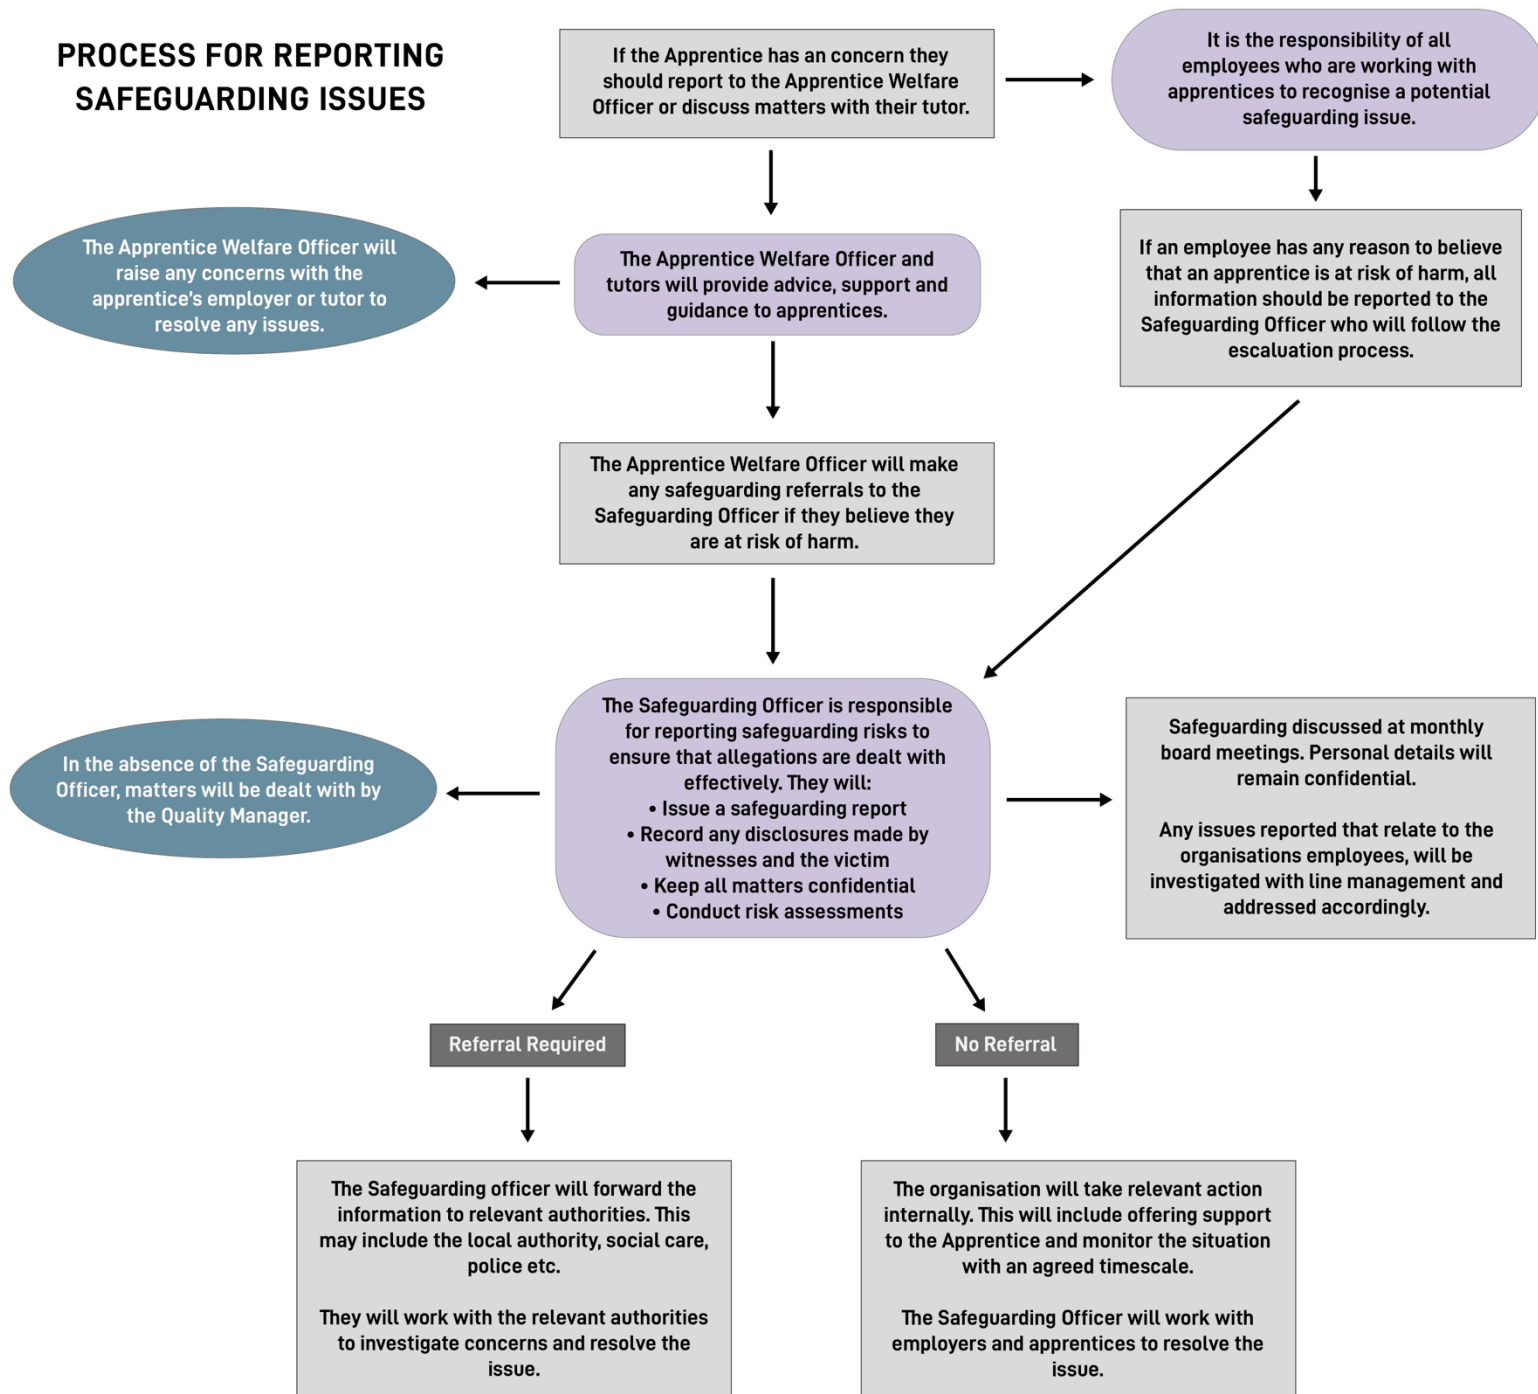 PROCESS FOR REPORTING
SAFEGUARDING ISSUES
If the Apprentice has an concern they
should report to the Apprentice Welfare
Officer or discuss matters with their tutor.
It is the responsibility of all
employees who are working with
apprentices to recognise a potential
safeguarding issue.
The Apprentice Welfare Officer will
raise any concerns with the
apprentice's employer or tutor to
resolve any issues.
The Apprentice Welfare Officer and
tutors will provide advice, support and
guidance to apprentices.
If an employee has any reason to believe
that an apprentice is at risk of harm, all
information should be reported to the
Safeguarding Officer who will follow the
escaluation process.
The Apprentice Welfare Officer will make
any safeguarding referrals to the
Safeguarding Officer if they believe they
are at risk of harm.
In the absence of the Safeguarding
Officer, matters will be dealt with by
the Quality Manager.
The Safeguarding Officer is responsible
for reporting safeguarding risks to
ensure that allegations are dealt with
effectively. They will:
• Issue a safeguarding report
• Record any disclosures made by
witnesses and the victim
• Keep all matters confidential
• Conduct risk assessments
Safeguarding discussed at monthly
board meetings. Personal details will
remain confidential.
Any issues reported that relate to the
organisations employees, will be
investigated with line management and
addressed accordingly.
Referral Required
No Referral
The Safeguarding officer will forward the
information to relevant authorities. This
may include the local authority, social care,
police etc.
They will work with the relevant authorities
to investigate concerns and resolve the
issue.
The organisation will take relevant action
internally. This will include offering support
to the Apprentice and monitor the situation
with an agreed timescale.
The Safeguarding Officer will work with
employers and apprentices to resolve the
issue.